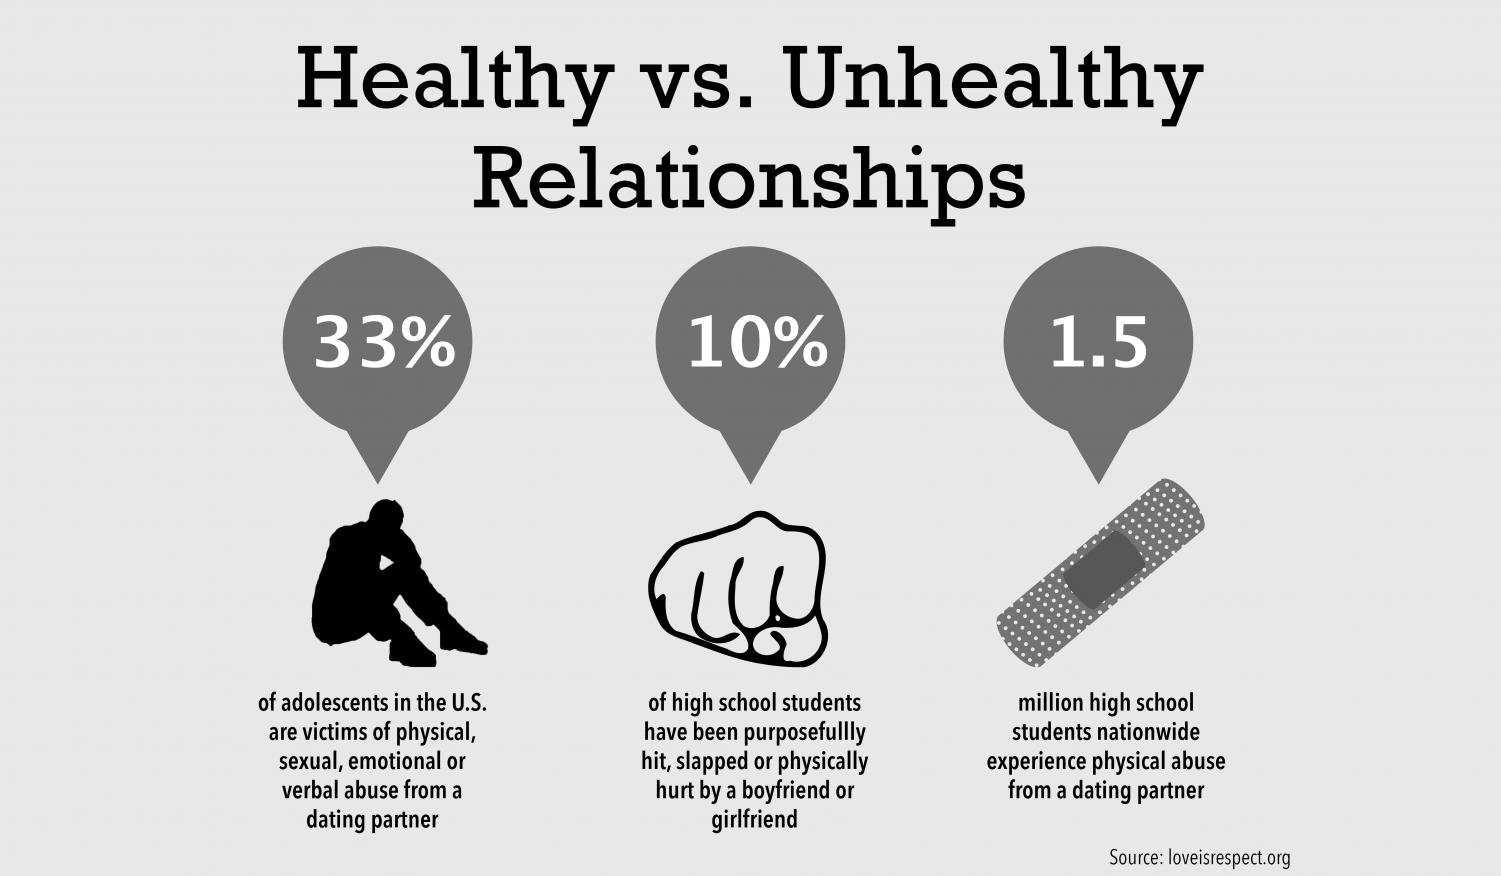 Healthy vs. Unhealthy
Relationships
33%
10%
1.5
of adolescents in the U.S.
are victims of physical,
sexual, emotional or
verbal abuse from a
dating partner
of high school students
have been purposefullly
hit, slapped or physically
hurt by a boyfriend or
girlfriend
million high school
students nationwide
experience physical abuse
from a dating partner
Source: loveisrespect.org